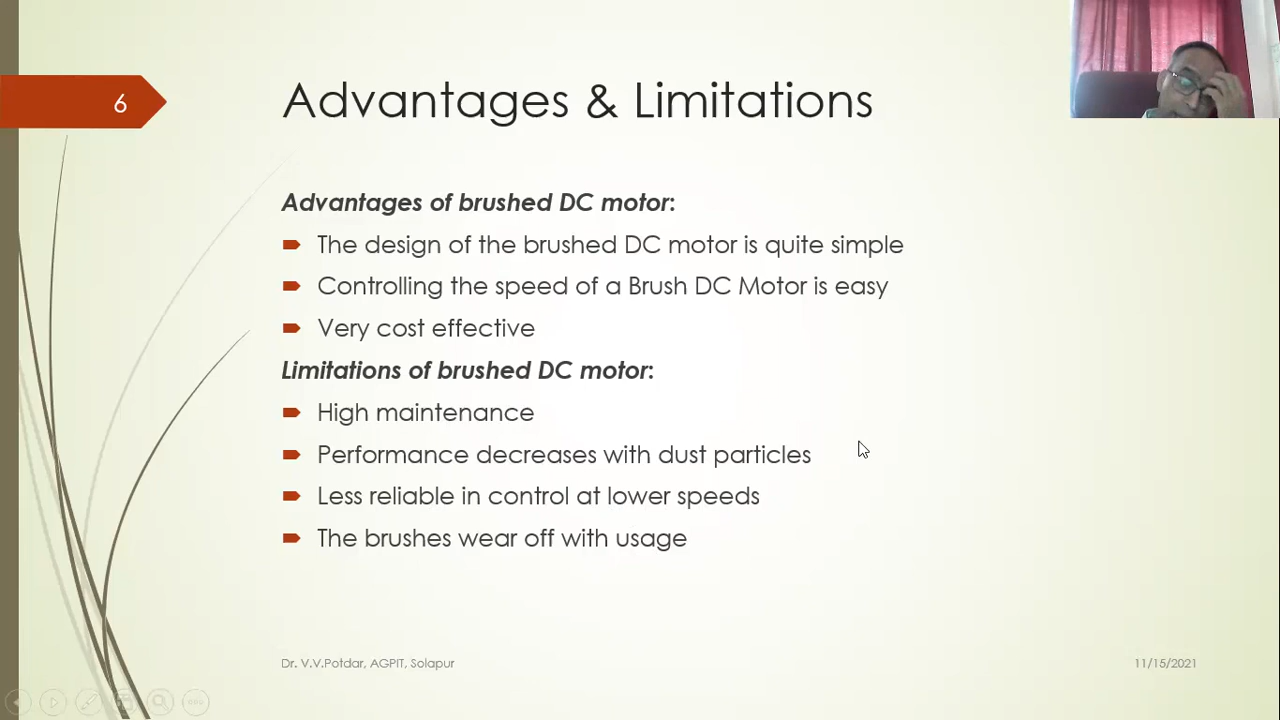 6
Advantages & Limitations
Advantages of brushed DC motor:
The design of the brushed DC motor is quite simple
Controlling the speed of a Brush DC Motor is easy
Very cost effective
Limitations of brushed DC motor:
High maintenance
Performance decreases with dust particles
Less reliable in control at lower speeds
The brushes wear off with usage
Dr. V.V.Potdar, AGPIT, Solapur
11/15/2021